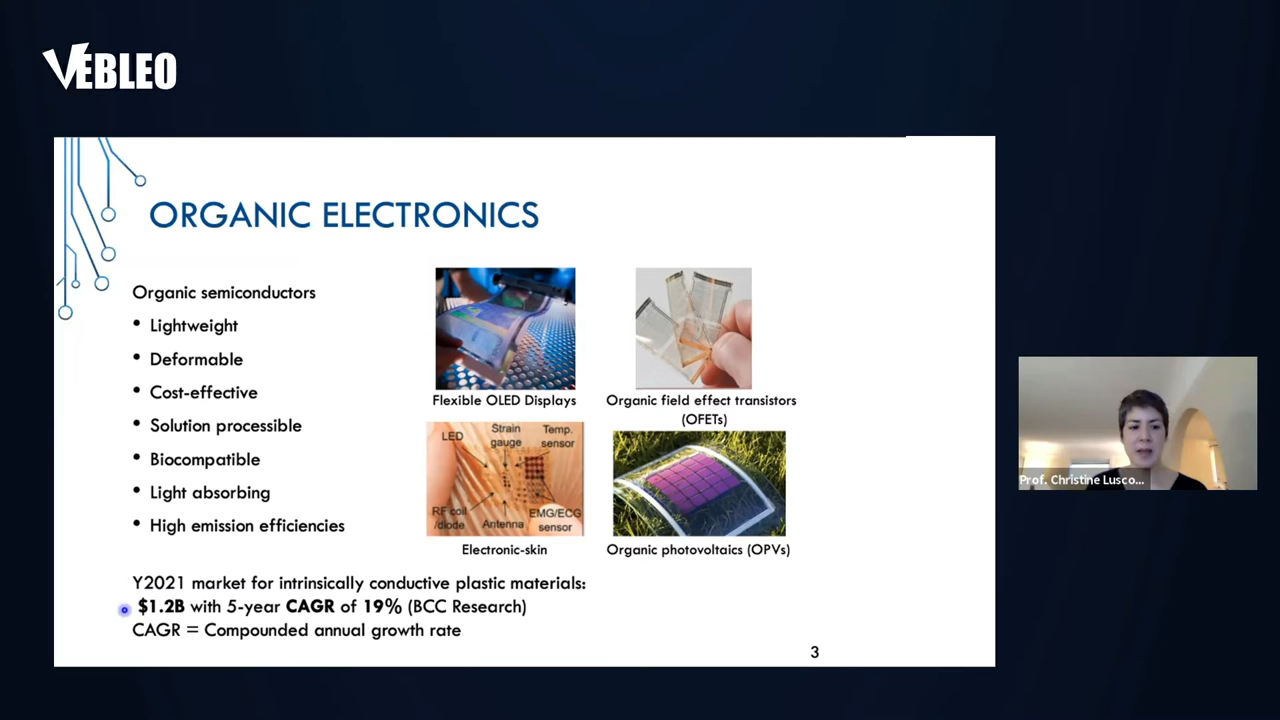 VEBLEO
ORGANIC ELECTRONICS
Organic semiconductors
• Lightweight
• Deformable
• Cost-effective
• Solution processible
• Biocompatible
• Light absorbing
• High emission efficiencies
Flexible OLED Displays
Organic field effect transistors
(OFETs)
LED
Strain
gauge
Temp.
sensor
RF coil
/diode
Antenna
EMG/ECG
sensor
Electronic-skin
Organic photovoltaics (OPVs)
Y2021 market for intrinsically conductive plastic materials:
$1.2B with 5-year CAGR of 19% (BCC Research)
CAGR = Compounded annual growth rate
3
Prof. Christine Lusco...